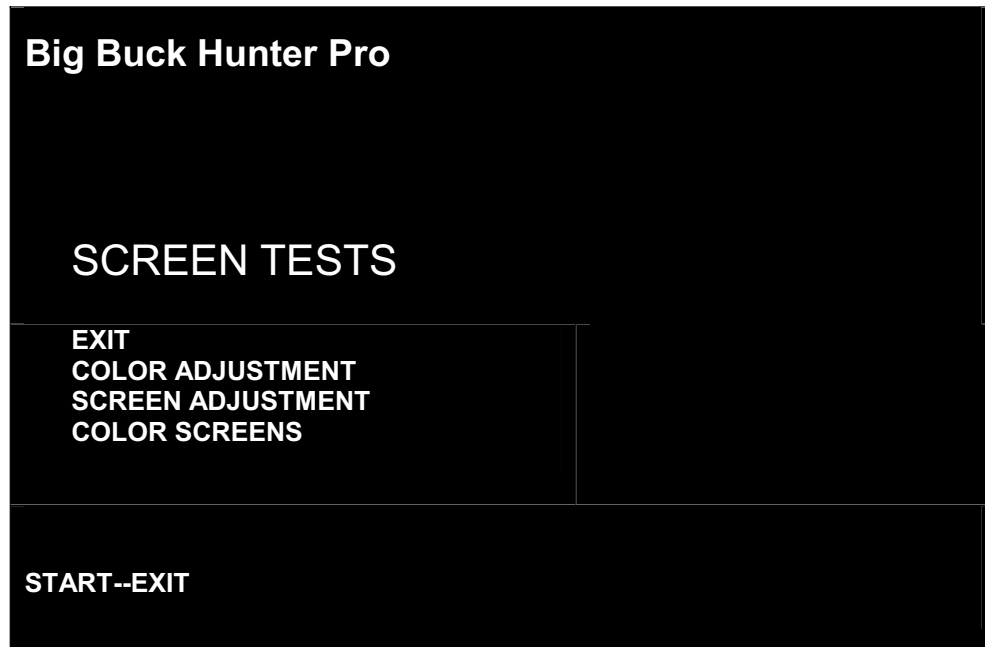 Big Buck Hunter Pro
SCREEN TESTS
EXIT
COLOR ADJUSTMENT
SCREEN ADJUSTMENT
COLOR SCREENS
START--EXIT